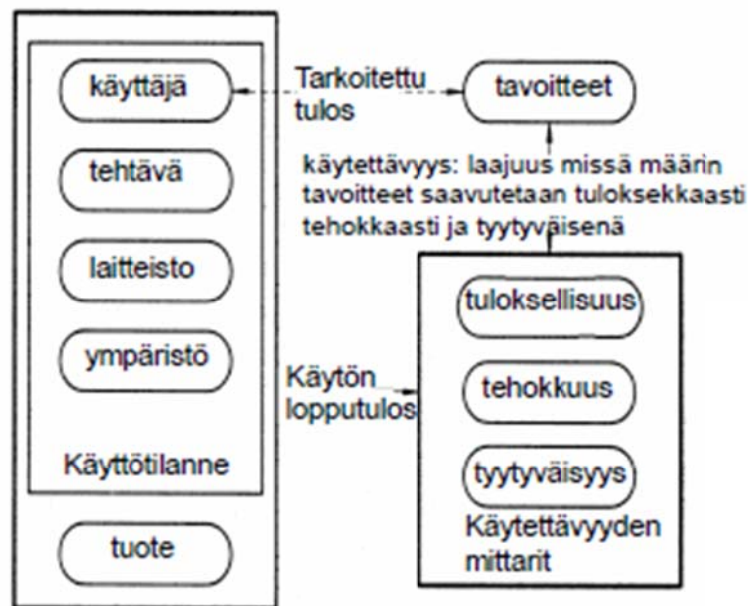 käyttäjä
tehtävä
laitteisto
ympäristö
Käyttötilanne
tuote
Tarkoitettu
tulos
tavoitteet
käytettävyys: laajuus missä määrin
tavoitteet saavutetaan tuloksekkaasti
tehokkaasti ja tyytyväisenä
Käytön
lopputulos
tuloksellisuus
tehokkuus
tyytyväisyys
Käytettävyyden
mittarit